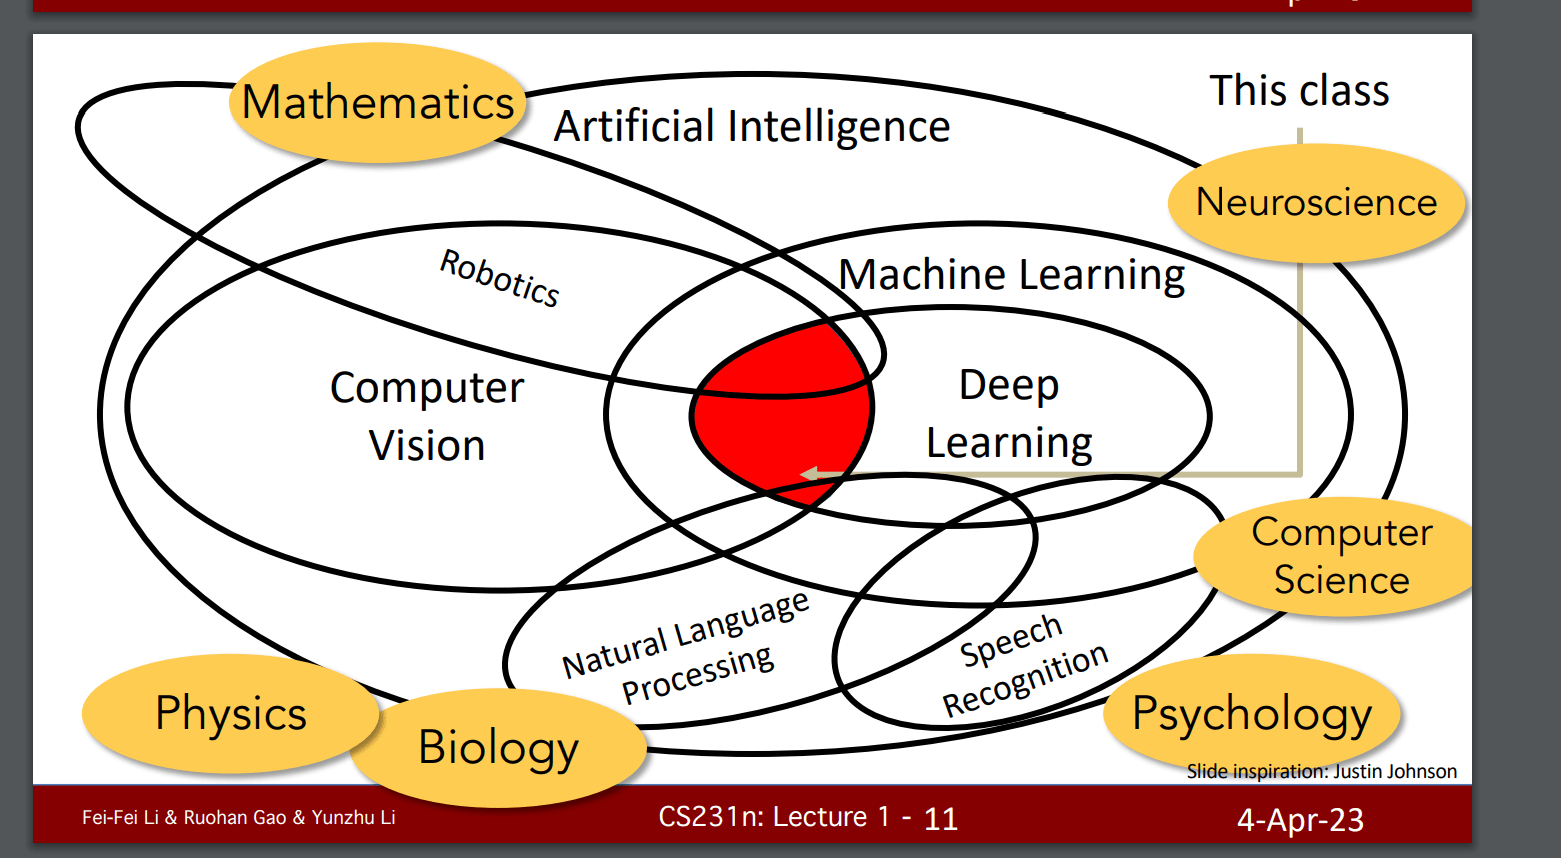 Mathematics
Artificial Intelligence
This class
Neuroscience
Robotics
Machine Learning
Computer
Vision
Deep
Learning
Computer
Science
Natural Language
Processing
Speech
Recognition
Physics
Biology
Psychology
Slide inspiration: Justin Johnson
Fei-Fei Li & Ruohan Gao & Yunzhu Li
CS231n: Lecture 1 - 11
4-Apr-23